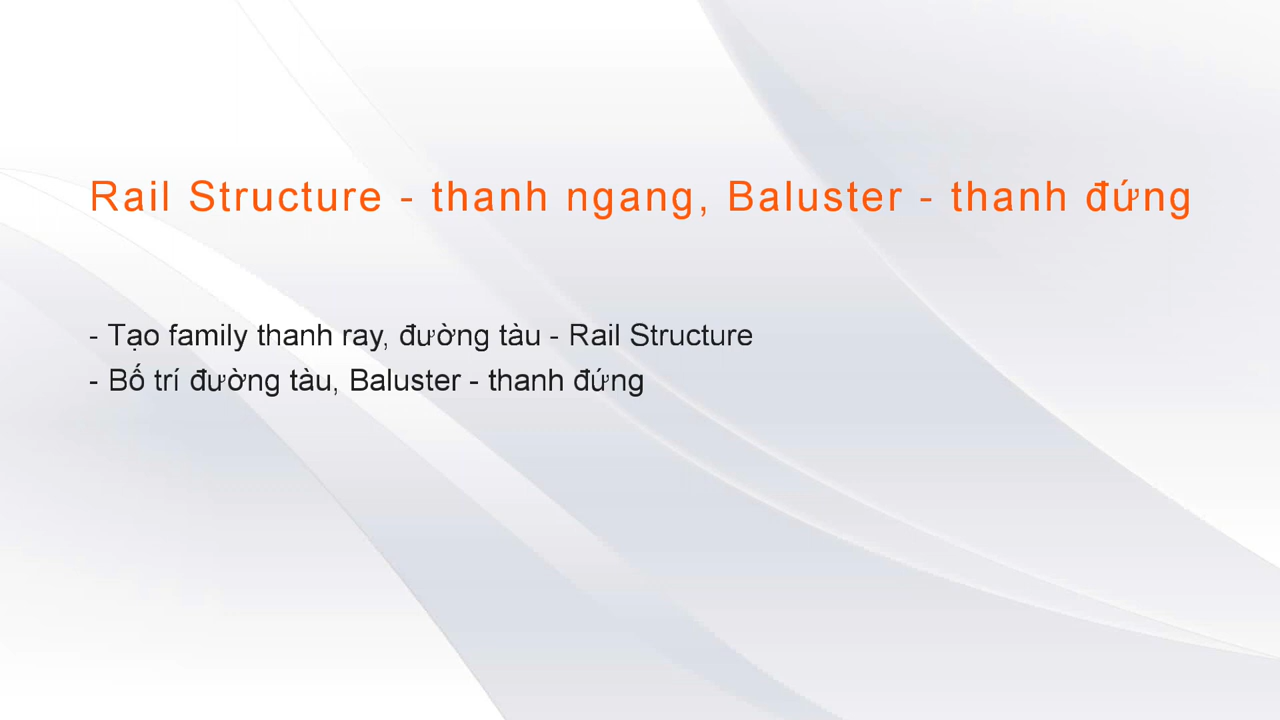 Rail Structure - thanh ngang, Baluster - thanh đứng
- Tạo family thanh ray, đường tàu - Rail Structure
- Bố trí đường tàu, Baluster - thanh đứng